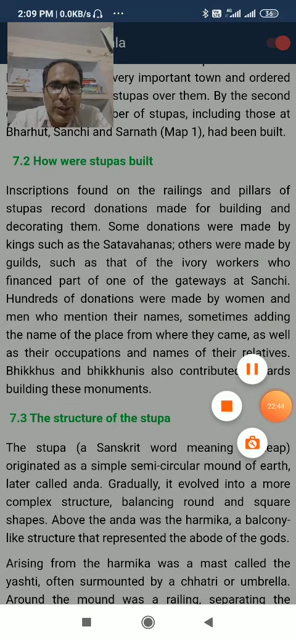 2:09 PM | 0.0KB/s
36
la
very important town and ordered
stupas over them. By the second
ber of stupas, including those at
Bharhut, Sanchi and Sarnath (Map 1), had been built.
7.2 How were stupas built
Inscriptions found on the railings and pillars of
stupas record donations made for building and
decorating them. Some donations were made by
kings such as the Satavahanas; others were made by
guilds, such as that of the ivory workers who
financed part of one of the gateways at Sanchi.
Hundreds of donations were made by women and
men who mention their names, sometimes adding
the name of the place from where they came, as well
as their occupations and names of their relatives.
Bhikkhus and bhikkhunis also contributed ards
building these monuments.
22:44
7.3 The structure of the stupa
The stupa (a Sanskrit word meaning eap)
originated as a simple semi-circular mound of earth,
later called anda. Gradually, it evolved into a more
complex structure, balancing round and square
shapes. Above the anda was the harmika, a balcony-
like structure that represented the abode of the gods.
Arising from the harmika was a mast called the
yashti, often surmounted by a chhatri or umbrella.
Around the mound was a railing, separating the